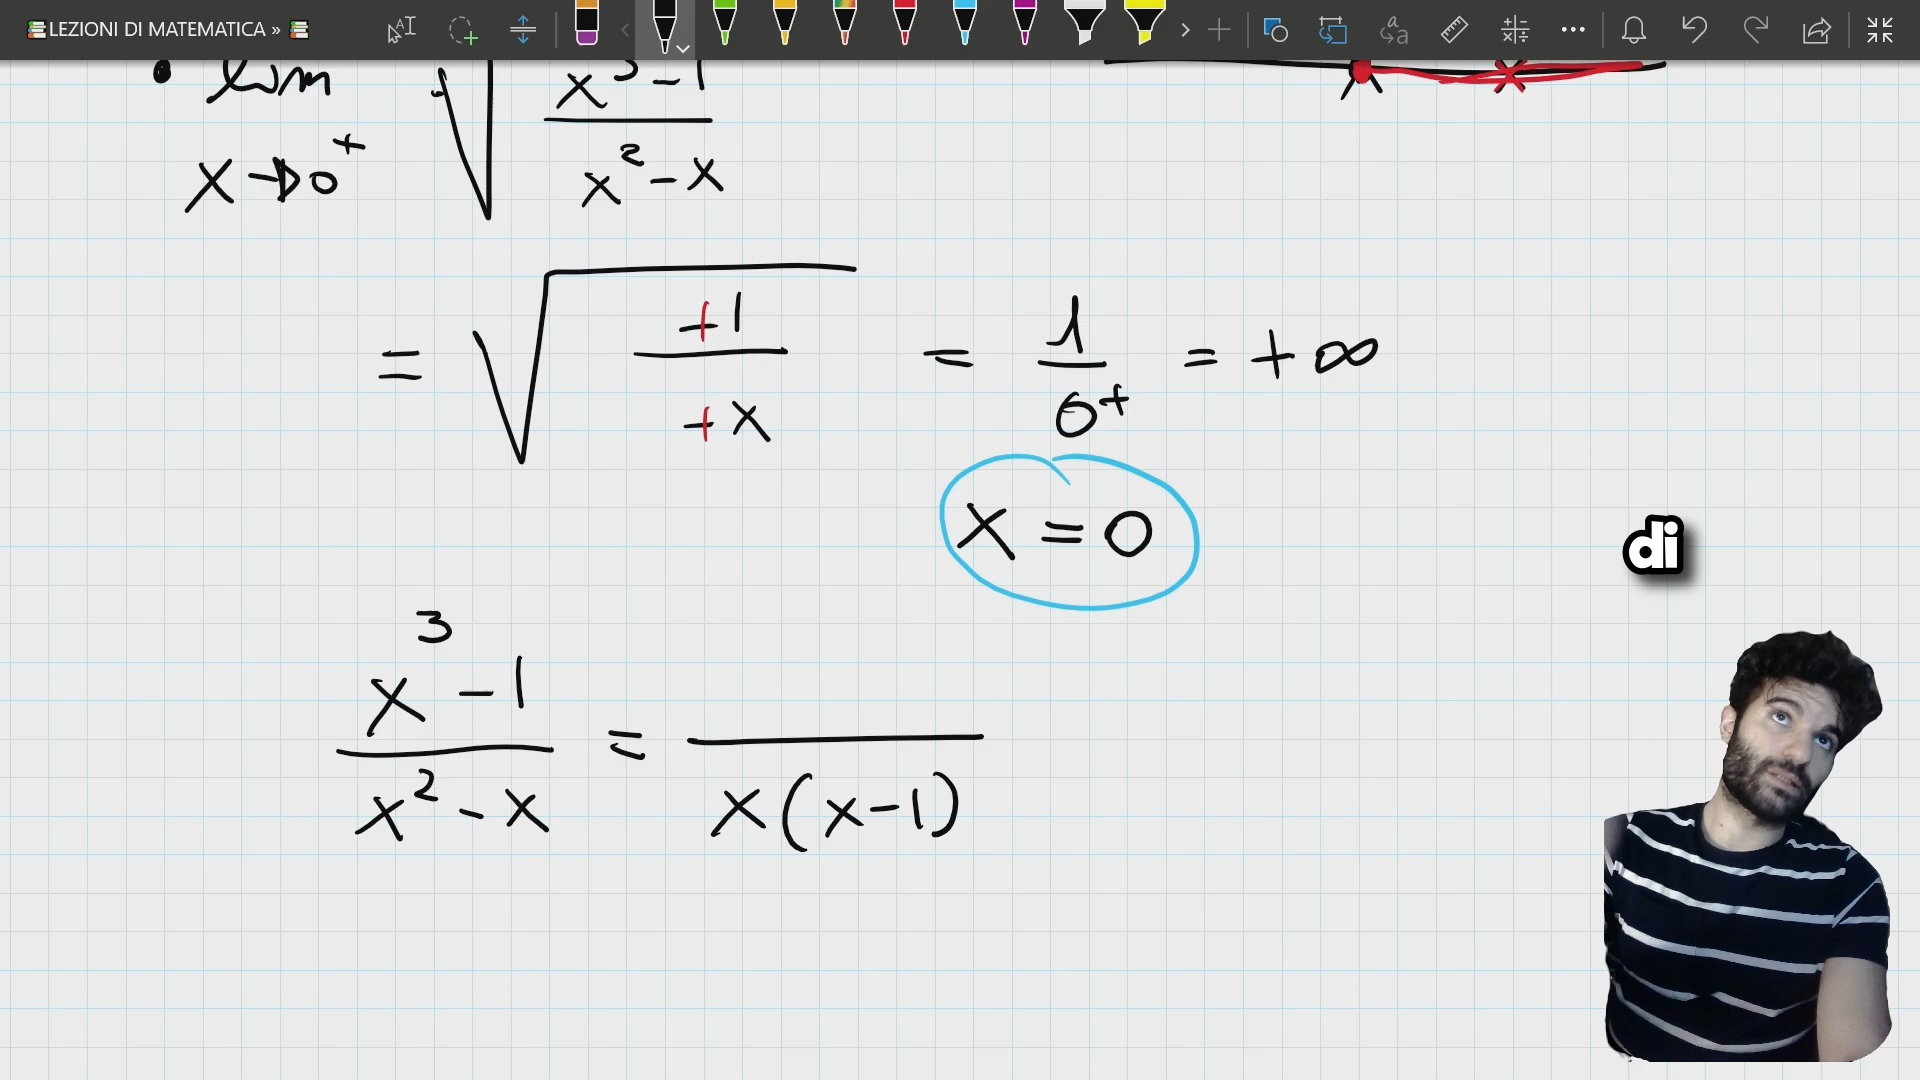 LEZIONI DI MATEMATICA »
• lim √ x³ - 1 / x² - x
x → 0⁺
= √ +1 / +x = 1 / 0⁺ = + ∞
x = 0
di
x³ - 1 / x² - x = / x(x-1)